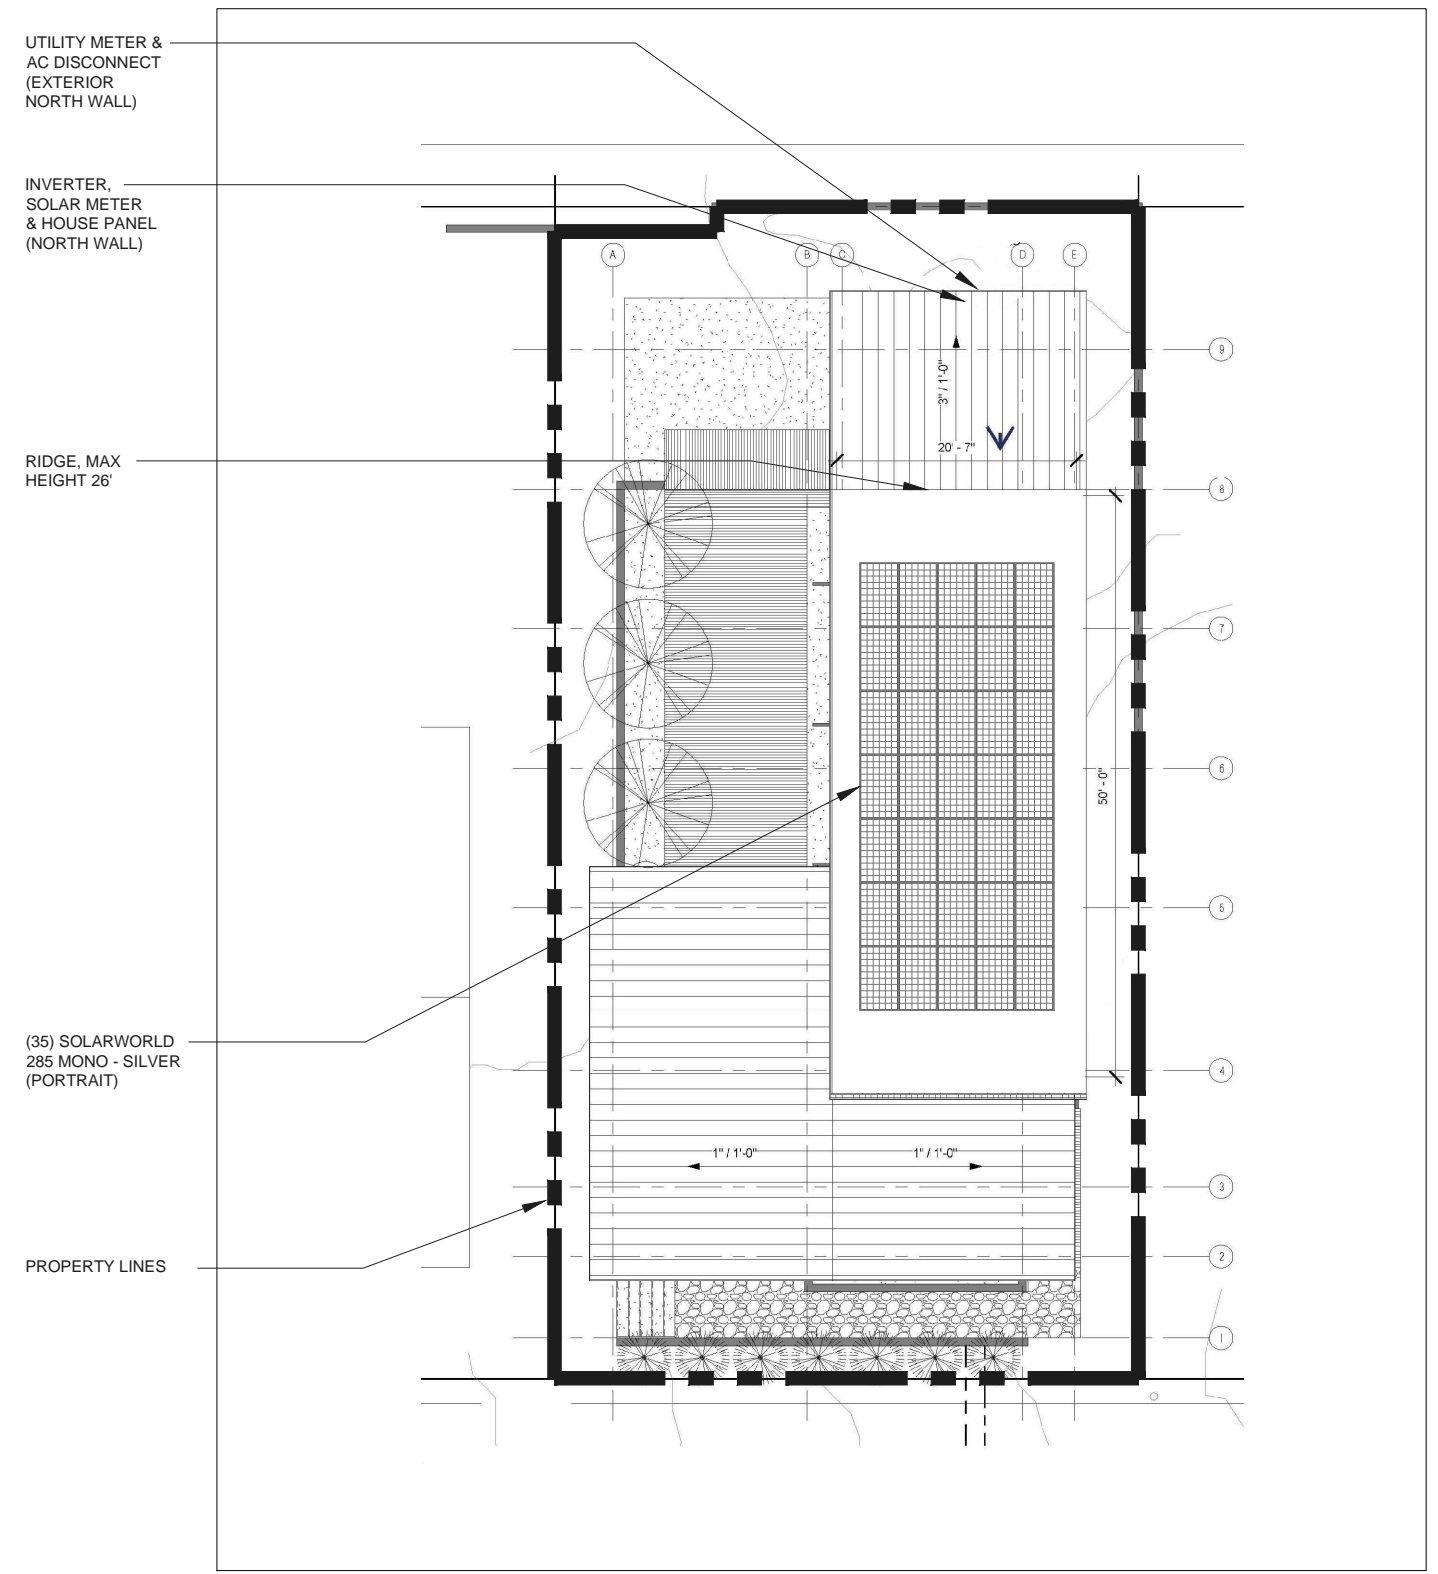 UTILITY METER &
AC DISCONNECT
(EXTERIOR
NORTH WALL)
INVERTER,
SOLAR METER
& HOUSE PANEL
(NORTH WALL)
A
B
C
D
E
9
3" / 1'-0"
20' - 7"
RIDGE, MAX
HEIGHT 26'
8
7
6
50' - 0"
5
(35) SOLARWORLD
285 MONO - SILVER
(PORTRAIT)
4
1" / 1'-0"
1" / 1'-0"
3
PROPERTY LINES
2
1